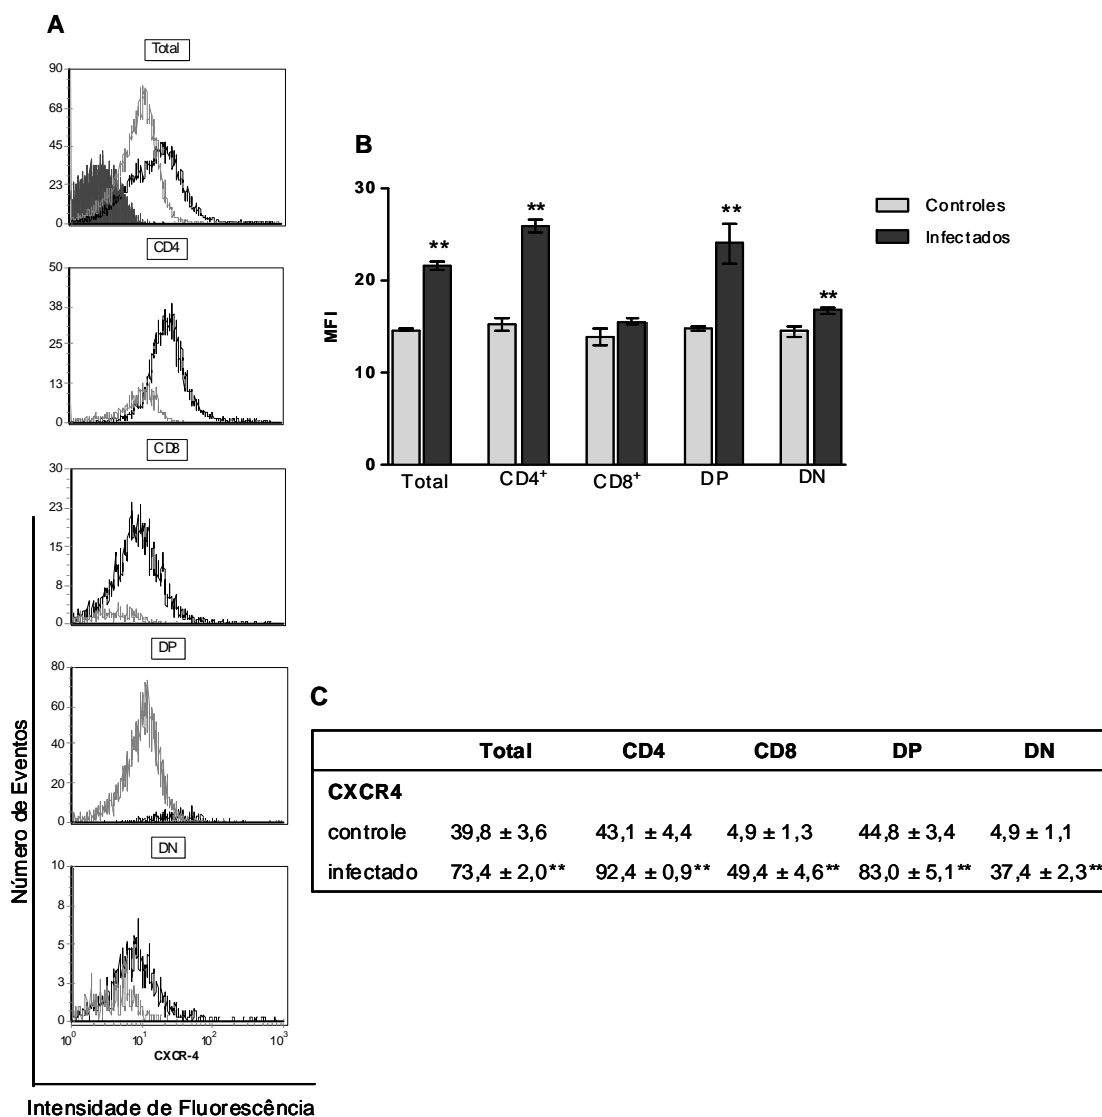 A
Total
90
68
45
23
0
CD4
50
38
25
13
0
CD8
30
23
15
8
0
DP
80
60
40
20
0
DN
10
8
5
3
0
10⁰ 10¹ 10² 10³
CXCR-4
Número de Eventos
Intensidade de Fluorescência
B
MFI
30
20
10
0
** ** ** **
Total CD4⁺ CD8⁺ DP DN
Controles
Infectados
C
Total CD4 CD8 DP DN
CXCR4
controle 39,8 ± 3,6 43,1 ± 4,4 4,9 ± 1,3 44,8 ± 3,4 4,9 ± 1,1
infectado 73,4 ± 2,0** 92,4 ± 0,9** 49,4 ± 4,6** 83,0 ± 5,1** 37,4 ± 2,3**